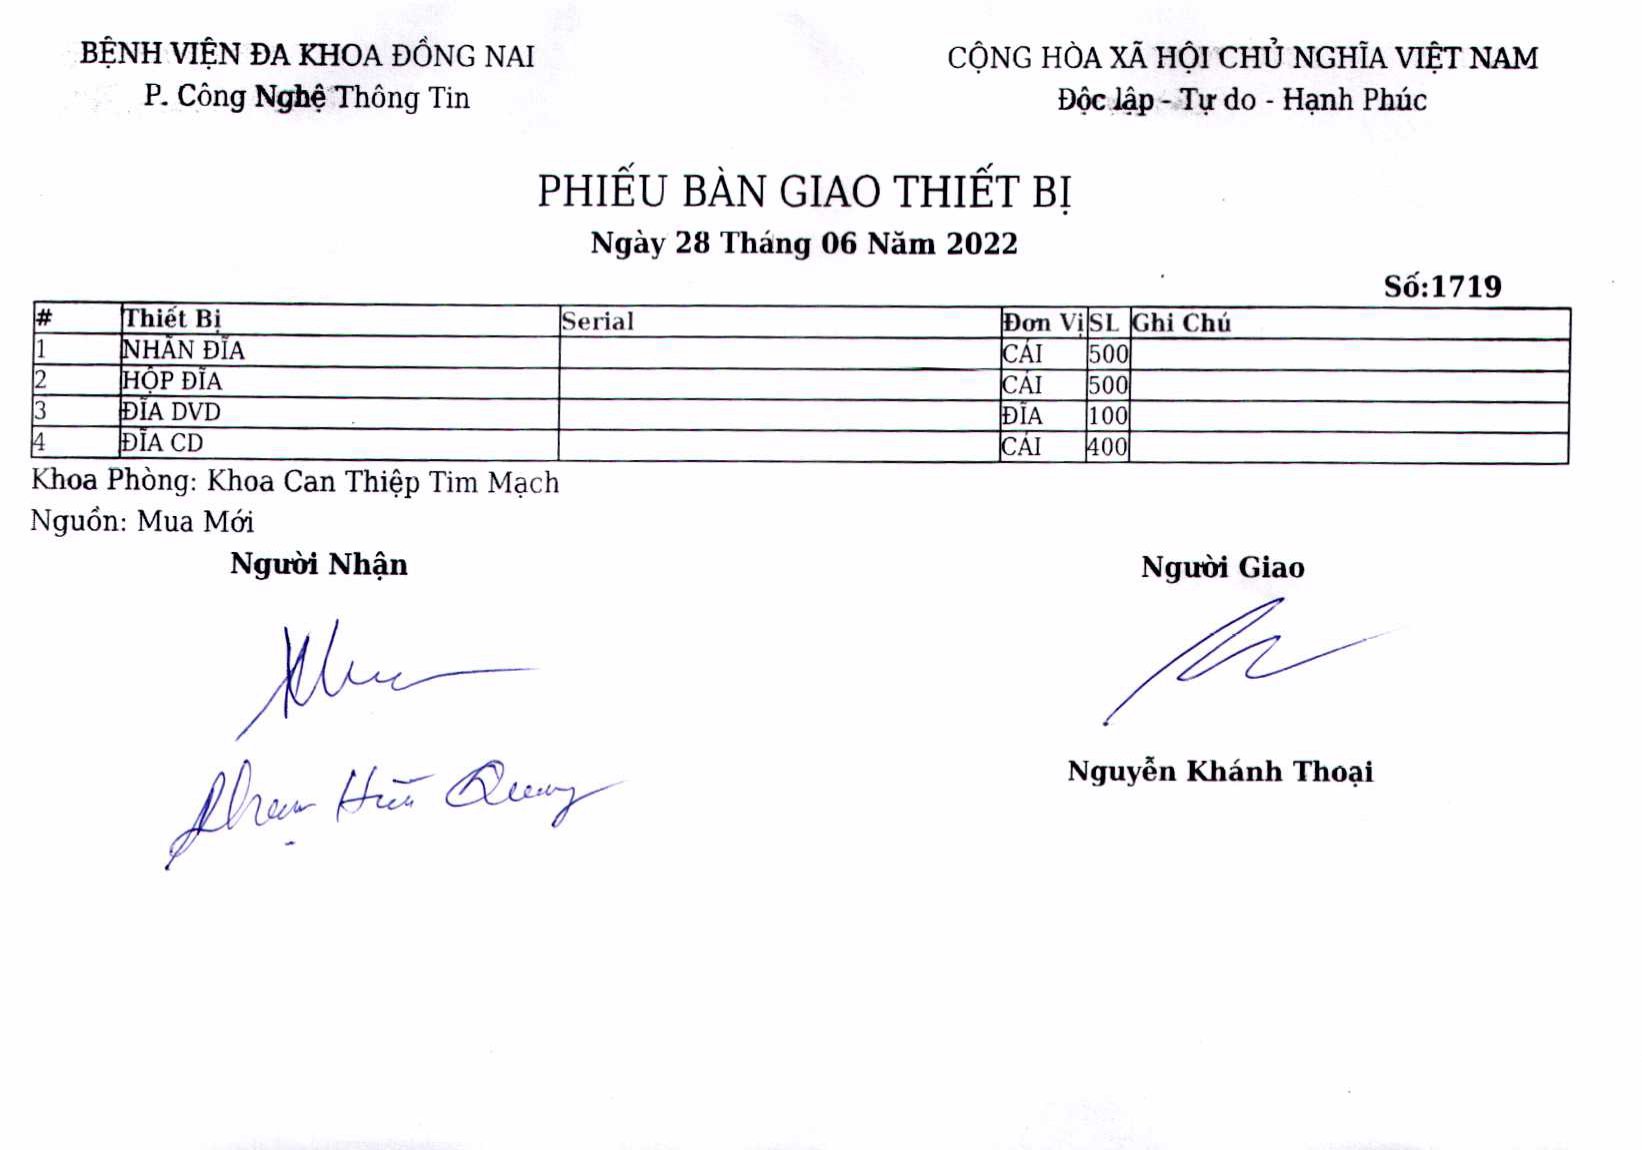 BỆNH VIỆN ĐA KHOA ĐỒNG NAI
P. Công Nghệ Thông Tin
CỘNG HÒA XÃ HỘI CHỦ NGHĨA VIỆT NAM
Độc lập - Tự do - Hạnh Phúc
PHIẾU BÀN GIAO THIẾT BỊ
Ngày 28 Tháng 06 Năm 2022
Số:1719
# Thiết Bị Serial Đơn Vị SL Ghi Chú
1 NHÃN ĐĨA CÁI 500
2 HỘP ĐĨA CÁI 500
3 ĐĨA DVD ĐĨA 100
4 ĐĨA CD CÁI 400
Khoa Phòng: Khoa Can Thiệp Tim Mạch
Nguồn: Mua Mới
Người Nhận
Người Giao
Nguyễn Khánh Thoại
Phạm Hữu Quang